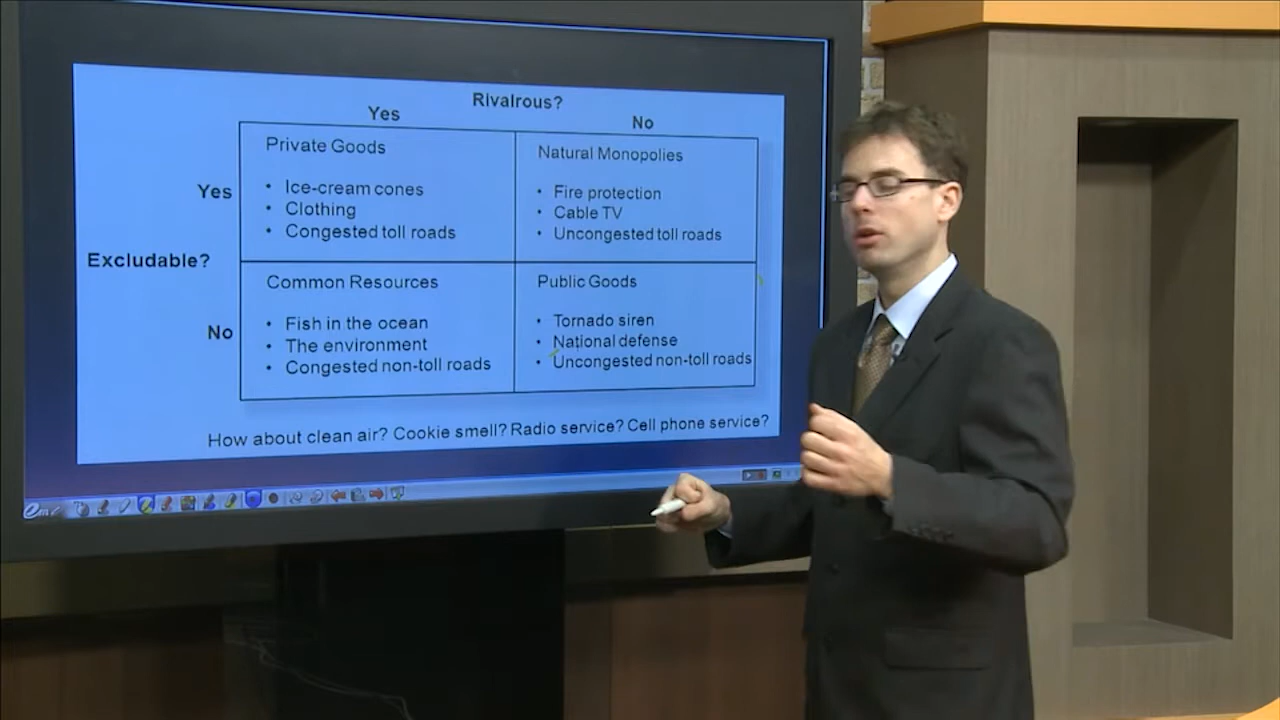 Rivalrous?
Yes
No
Private Goods
Natural Monopolies
Yes
• Ice-cream cones
• Clothing
• Congested toll roads
• Fire protection
• Cable TV
• Uncongested toll roads
Excludable?
Common Resources
Public Goods
No
• Fish in the ocean
• The environment
• Congested non-toll roads
• Tornado siren
• National defense
• Uncongested non-toll roads
How about clean air? Cookie smell? Radio service? Cell phone service?